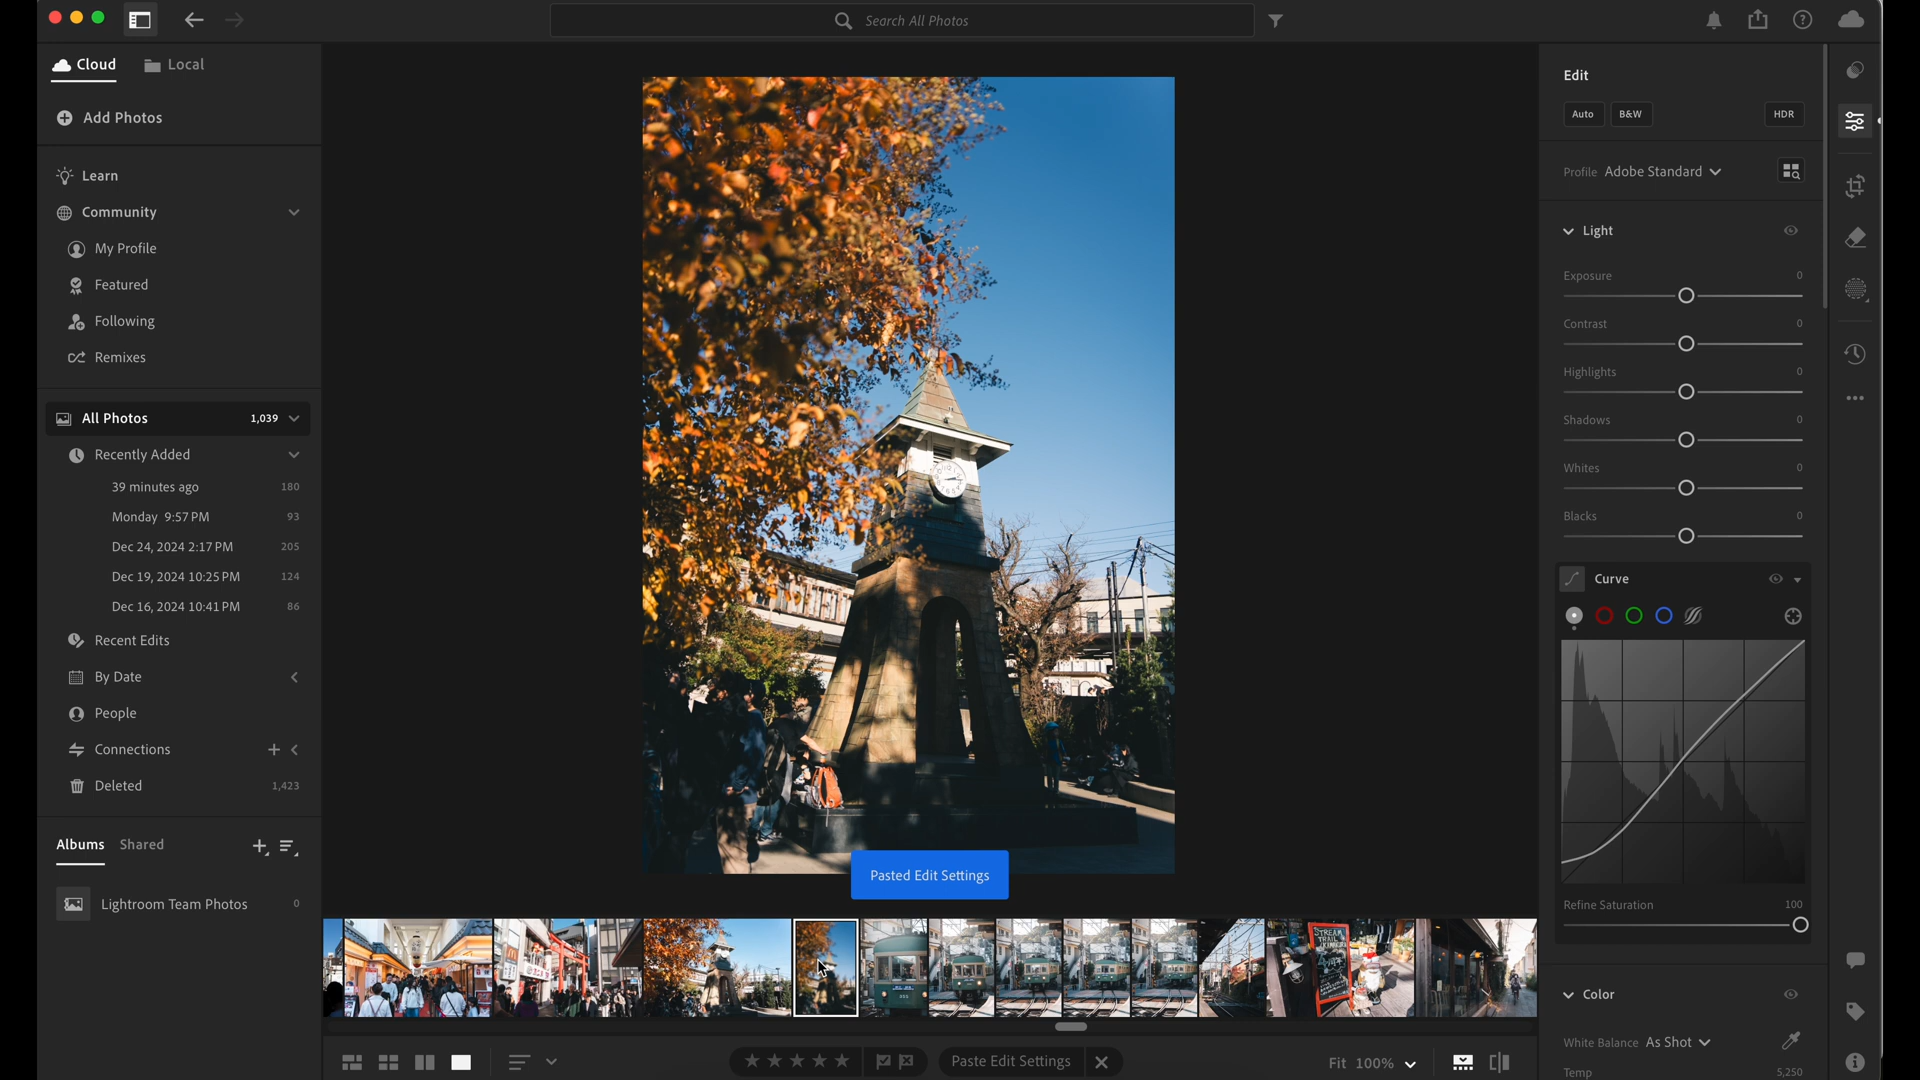 Search All Photos
Cloud
Local
Add Photos
Learn
Community
My Profile
Featured
Following
Remixes
All Photos 1,039
Recently Added
39 minutes ago 180
Monday 9:57 PM 93
Dec 24, 2024 2:17 PM 205
Dec 19, 2024 10:25 PM 124
Dec 16, 2024 10:41 PM 86
Recent Edits
By Date
People
Connections
Deleted 1,423
Albums Shared
Lightroom Team Photos 0
Pasted Edit Settings
STREAM
TRAIL
Paste Edit Settings
Fit 100%
Edit
Auto B&W HDR
Profile Adobe Standard
Light
Exposure 0
Contrast 0
Highlights 0
Shadows 0
Whites 0
Blacks 0
Curve
Refine Saturation 100
Color
White Balance As Shot
Temp 5,250